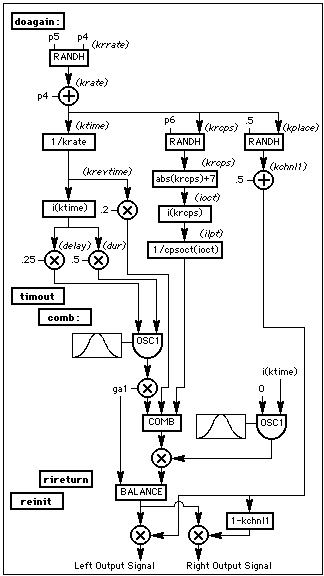 doagain:
p5 p4 (krrate)
RANDH
(krate)
p4 +
(ktime) p6 (krcps) .5 (kplace)
1/krate RANDH RANDH
(krevtime) (krcps) (kchnl1)
abs(krcps)+7 .5 +
(ioct)
i(ktime) .2 × i(krcps)
(ilpt)
(delay) (dur) 1/cpsoct(ioct)
.25 × .5 ×
timout
comb:
OSC1
i(ktime)
ga1 × 0
COMB OSC1
×
rireturn
BALANCE
reinit
1-kchnl1
× ×
Left Output Signal Right Output Signal